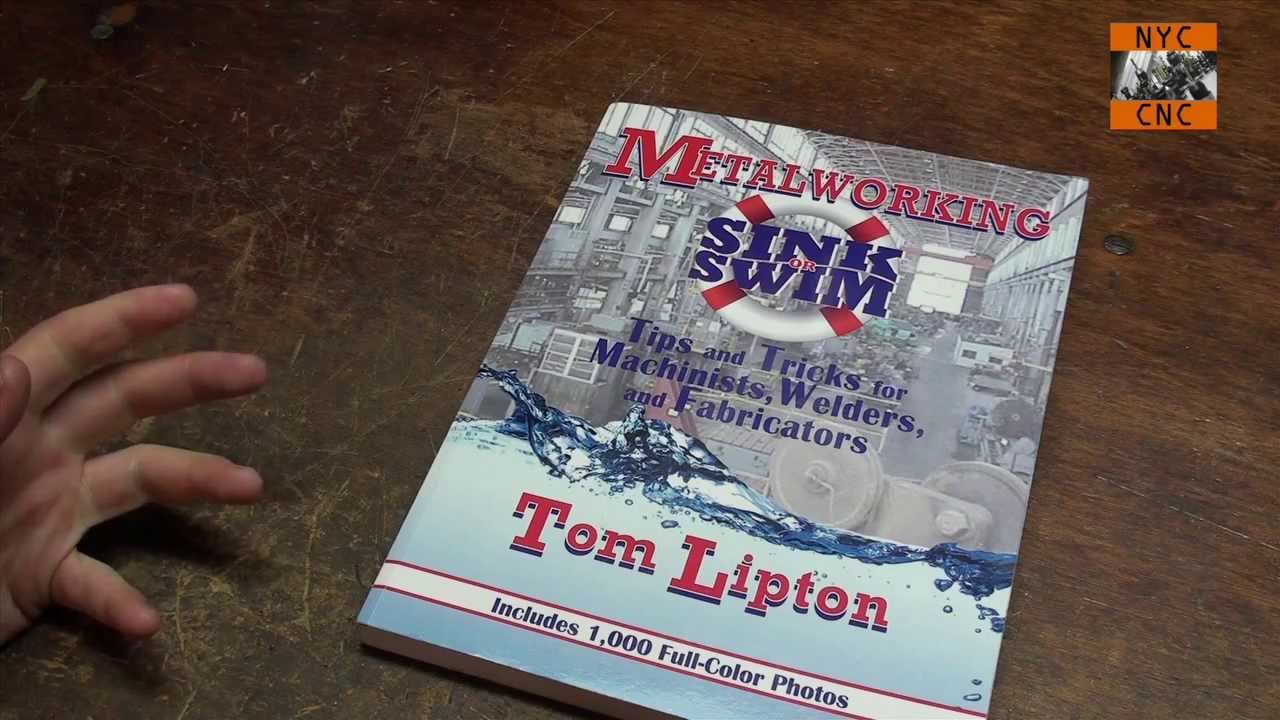 NYC
CNC
METALWORKING
SINK
OR
SWIM
Tips and Tricks for
Machinists, Welders,
and Fabricators
Tom Lipton
Includes 1,000 Full-Color Photos